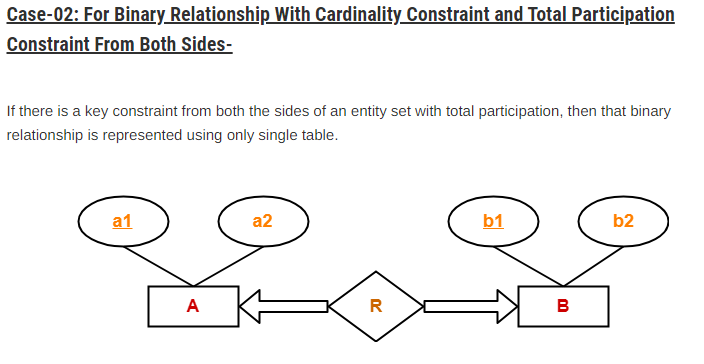 Case-02: For Binary Relationship With Cardinality Constraint and Total Participation
Constraint From Both Sides-
If there is a key constraint from both the sides of an entity set with total participation, then that binary
relationship is represented using only single table.
a1 a2 b1 b2
A R B